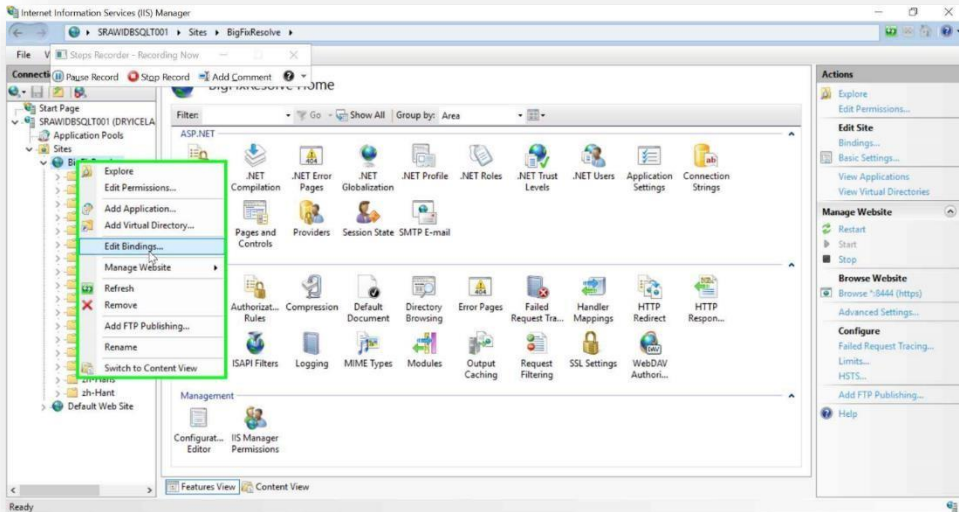 Internet Information Services (IIS) Manager
SRAWIDBSQLT001 Sites BigFixResolve
File V
Steps Recorder - Recording Now
Pause Record Stop Record Add Comment
Connecti
BigFixResolve Home
Start Page
SRAWIDBSQLT001 (DRYICELA
Application Pools
Sites
Explore
Edit Permissions...
Add Application...
Add Virtual Directory...
Edit Bindings...
Manage Website
Refresh
Remove
Add FTP Publishing...
Rename
Switch to Content View
zh-Hans
zh-Hant
Default Web Site
Filter: Go Show All Group by: Area
ASP.NET
.NET Compilation
.NET Error Pages
.NET Globalization
.NET Profile
.NET Roles
.NET Trust Levels
.NET Users
Application Settings
Connection Strings
Pages and Controls
Providers
Session State
SMTP E-mail
Authorizat... Rules
Compression
Default Document
Directory Browsing
Error Pages
Failed Request Tra...
Handler Mappings
HTTP Redirect
HTTP Respon...
ISAPI Filters
Logging
MIME Types
Modules
Output Caching
Request Filtering
SSL Settings
WebDAV Authori...
Management
Configurat... Editor
IIS Manager Permissions
Features View Content View
Ready
Actions
Explore
Edit Permissions...
Edit Site
Bindings...
Basic Settings...
View Applications
View Virtual Directories
Manage Website
Restart
Start
Stop
Browse Website
Browse *:8444 (https)
Advanced Settings...
Configure
Failed Request Tracing...
Limits...
HSTS...
Add FTP Publishing...
Help